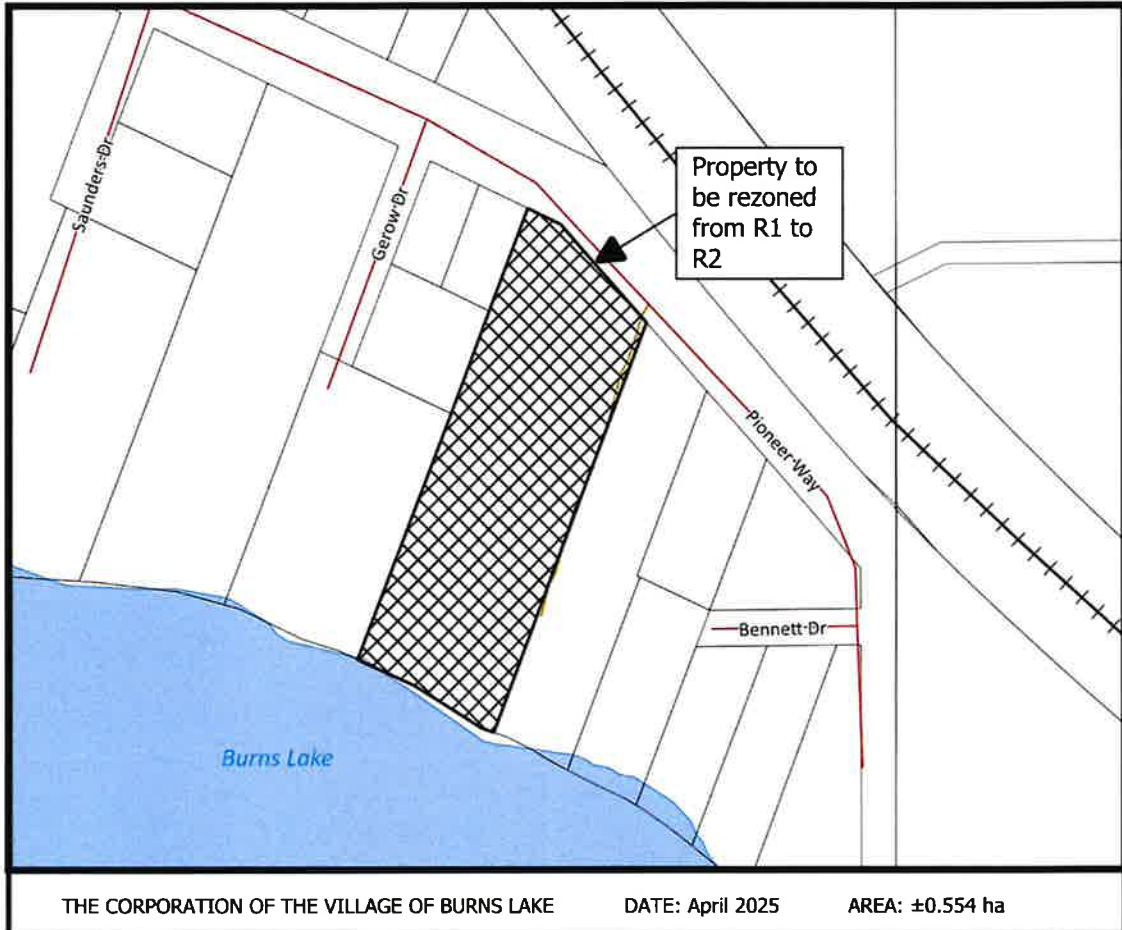 Property to
be rezoned
from R1 to
R2
Saunders Dr
Gerow Dr
Pioneer Way
Bennett Dr
Burns Lake
THE CORPORATION OF THE VILLAGE OF BURNS LAKE DATE: April 2025 AREA: ±0.554 ha